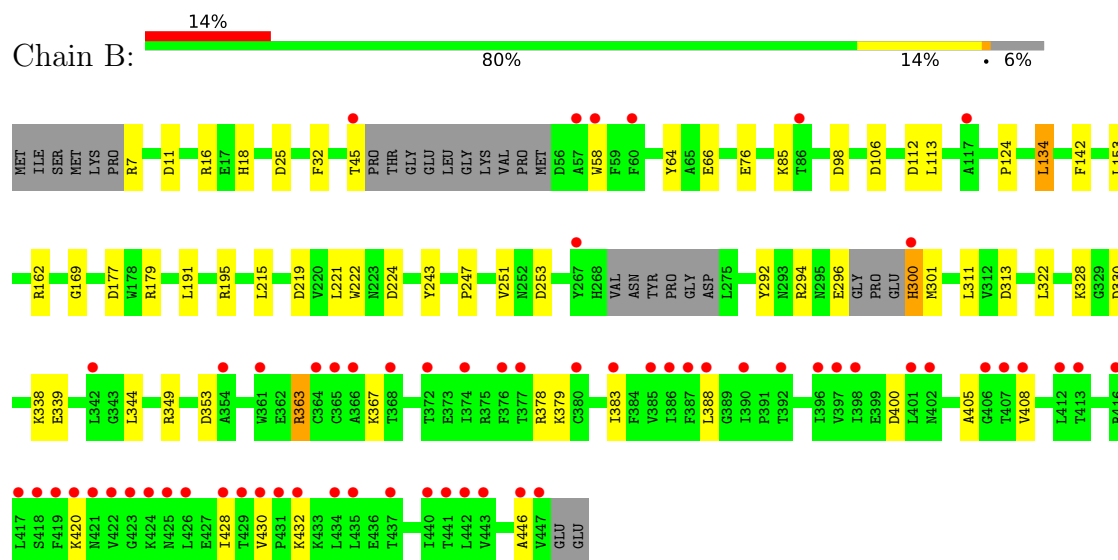 14%
Chain B:
80% 14% • 6%
MET ILE SER MET LYS PRO R7 D11 R16 E17 H18 D25 F32 T45 PRO THR GLY GLU LEU GLY LYS VAL PRO MET D56 A57 W58 F59 F60 Y64 A65 E66 E76 K85 T86 D98 D106 D112 L113 A117 P124 L134 F142 L153
R162 G169 D177 W178 R179 L191 R195 L215 D219 V220 L221 W222 N223 D224 Y243 P247 V251 N252 D253 Y267 H268 VAL ASN TYR PRO GLY ASP L275 Y292 N293 R294 N295 E296 GLY PRO GLU H300 M301 L311 V312 D313 L322 K328 G329 D330
K338 E339 L342 G343 L344 R349 D353 A354 W361 E362 R363 C364 C365 A366 K367 T368 T372 E373 I374 R375 F376 T377 R378 K379 C380 I383 F384 V385 I386 F387 L388 G389 I390 P391 T392 I396 V397 I398 E399 D400 L401 N402 A405 G406 T407 V408 L412 T413 R416
L417 S418 F419 K420 N421 V422 G423 K424 N425 L426 E427 I428 T429 V430 P431 K432 K433 L434 L435 E436 T437 I440 T441 L442 V443 A446 V447 GLU GLU